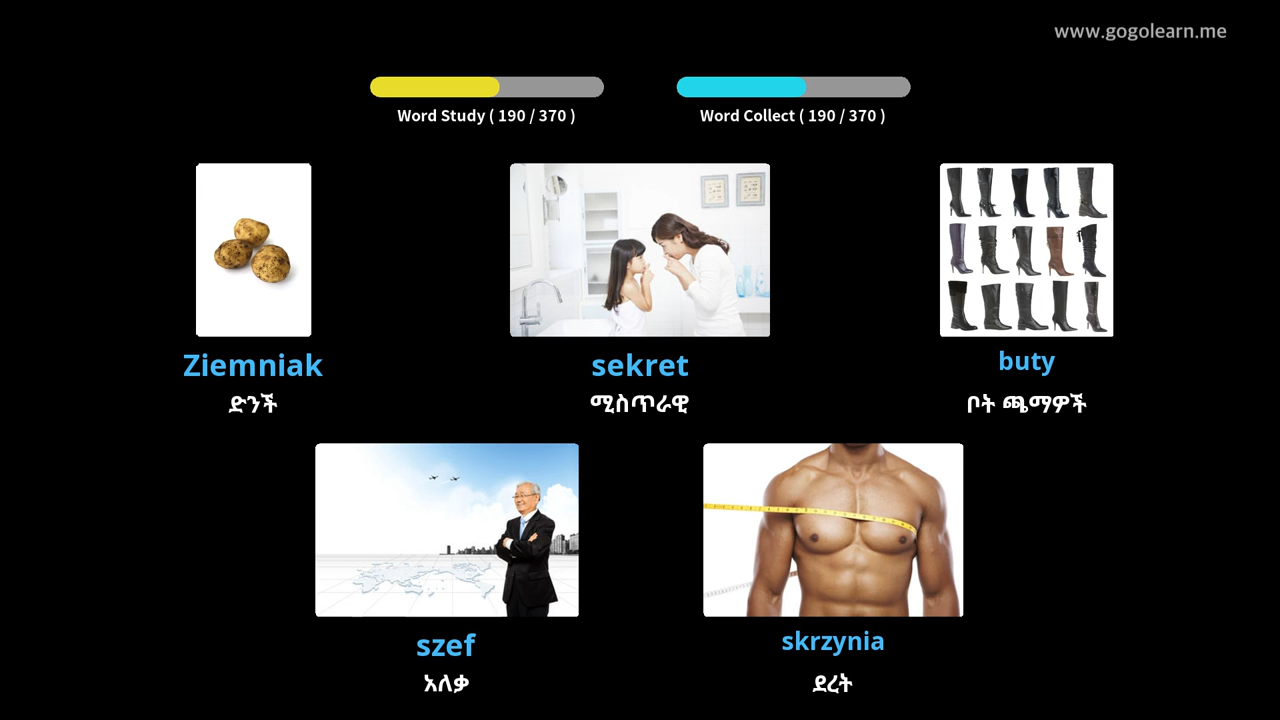 www.gogolearn.me
Word Study ( 190 / 370 )
Word Collect ( 190 / 370 )
Ziemniak
ድንች
sekret
ሚስጥራዊ
buty
ቦት ጫማዎች
szef
አለቃ
skrzynia
ደረት